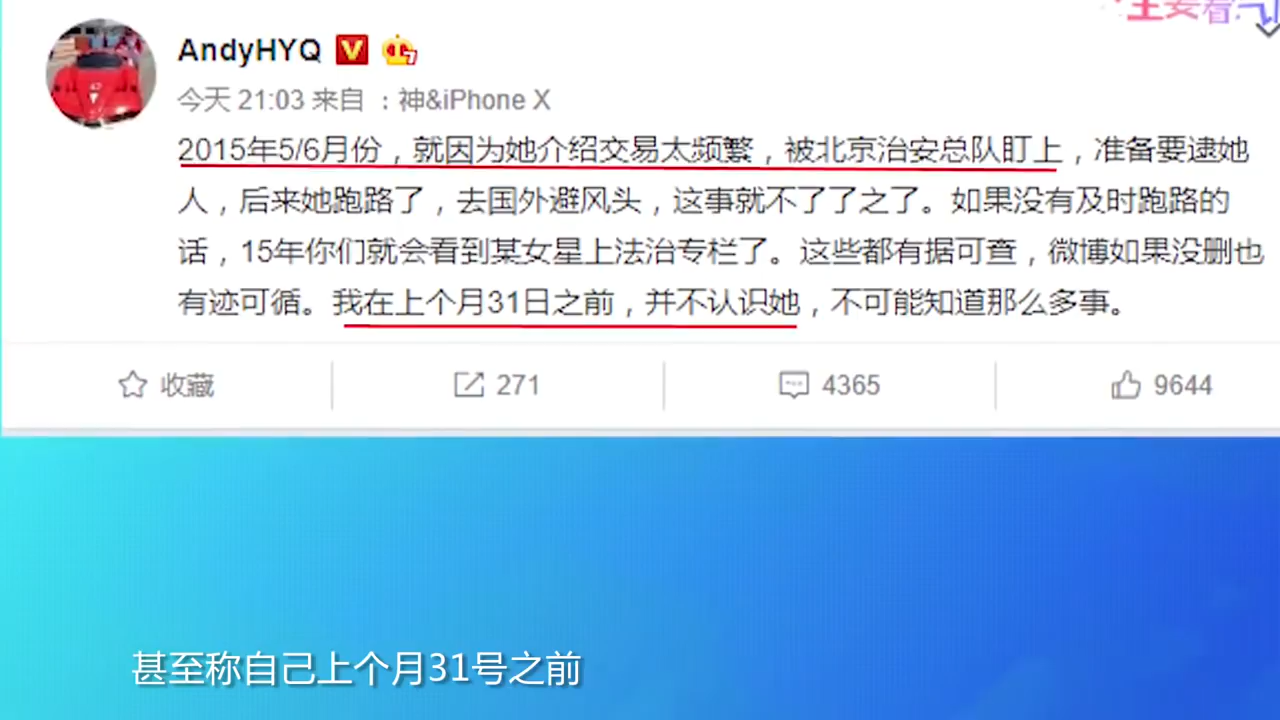 主要看气
AndyHYQ
今天 21:03 来自 ：神&iPhone X
2015年5/6月份，就因为她介绍交易太频繁，被北京治安总队盯上，准备要逮她
人，后来她跑路了，去国外避风头，这事就不了了之了。如果没有及时跑路的
话，15年你们就会看到某女星上法治专栏了。这些都有据可查，微博如果没删也
有迹可循。我在上个月31日之前，并不认识她，不可能知道那么多事。
收藏
271
4365
9644
甚至称自己上个月31号之前